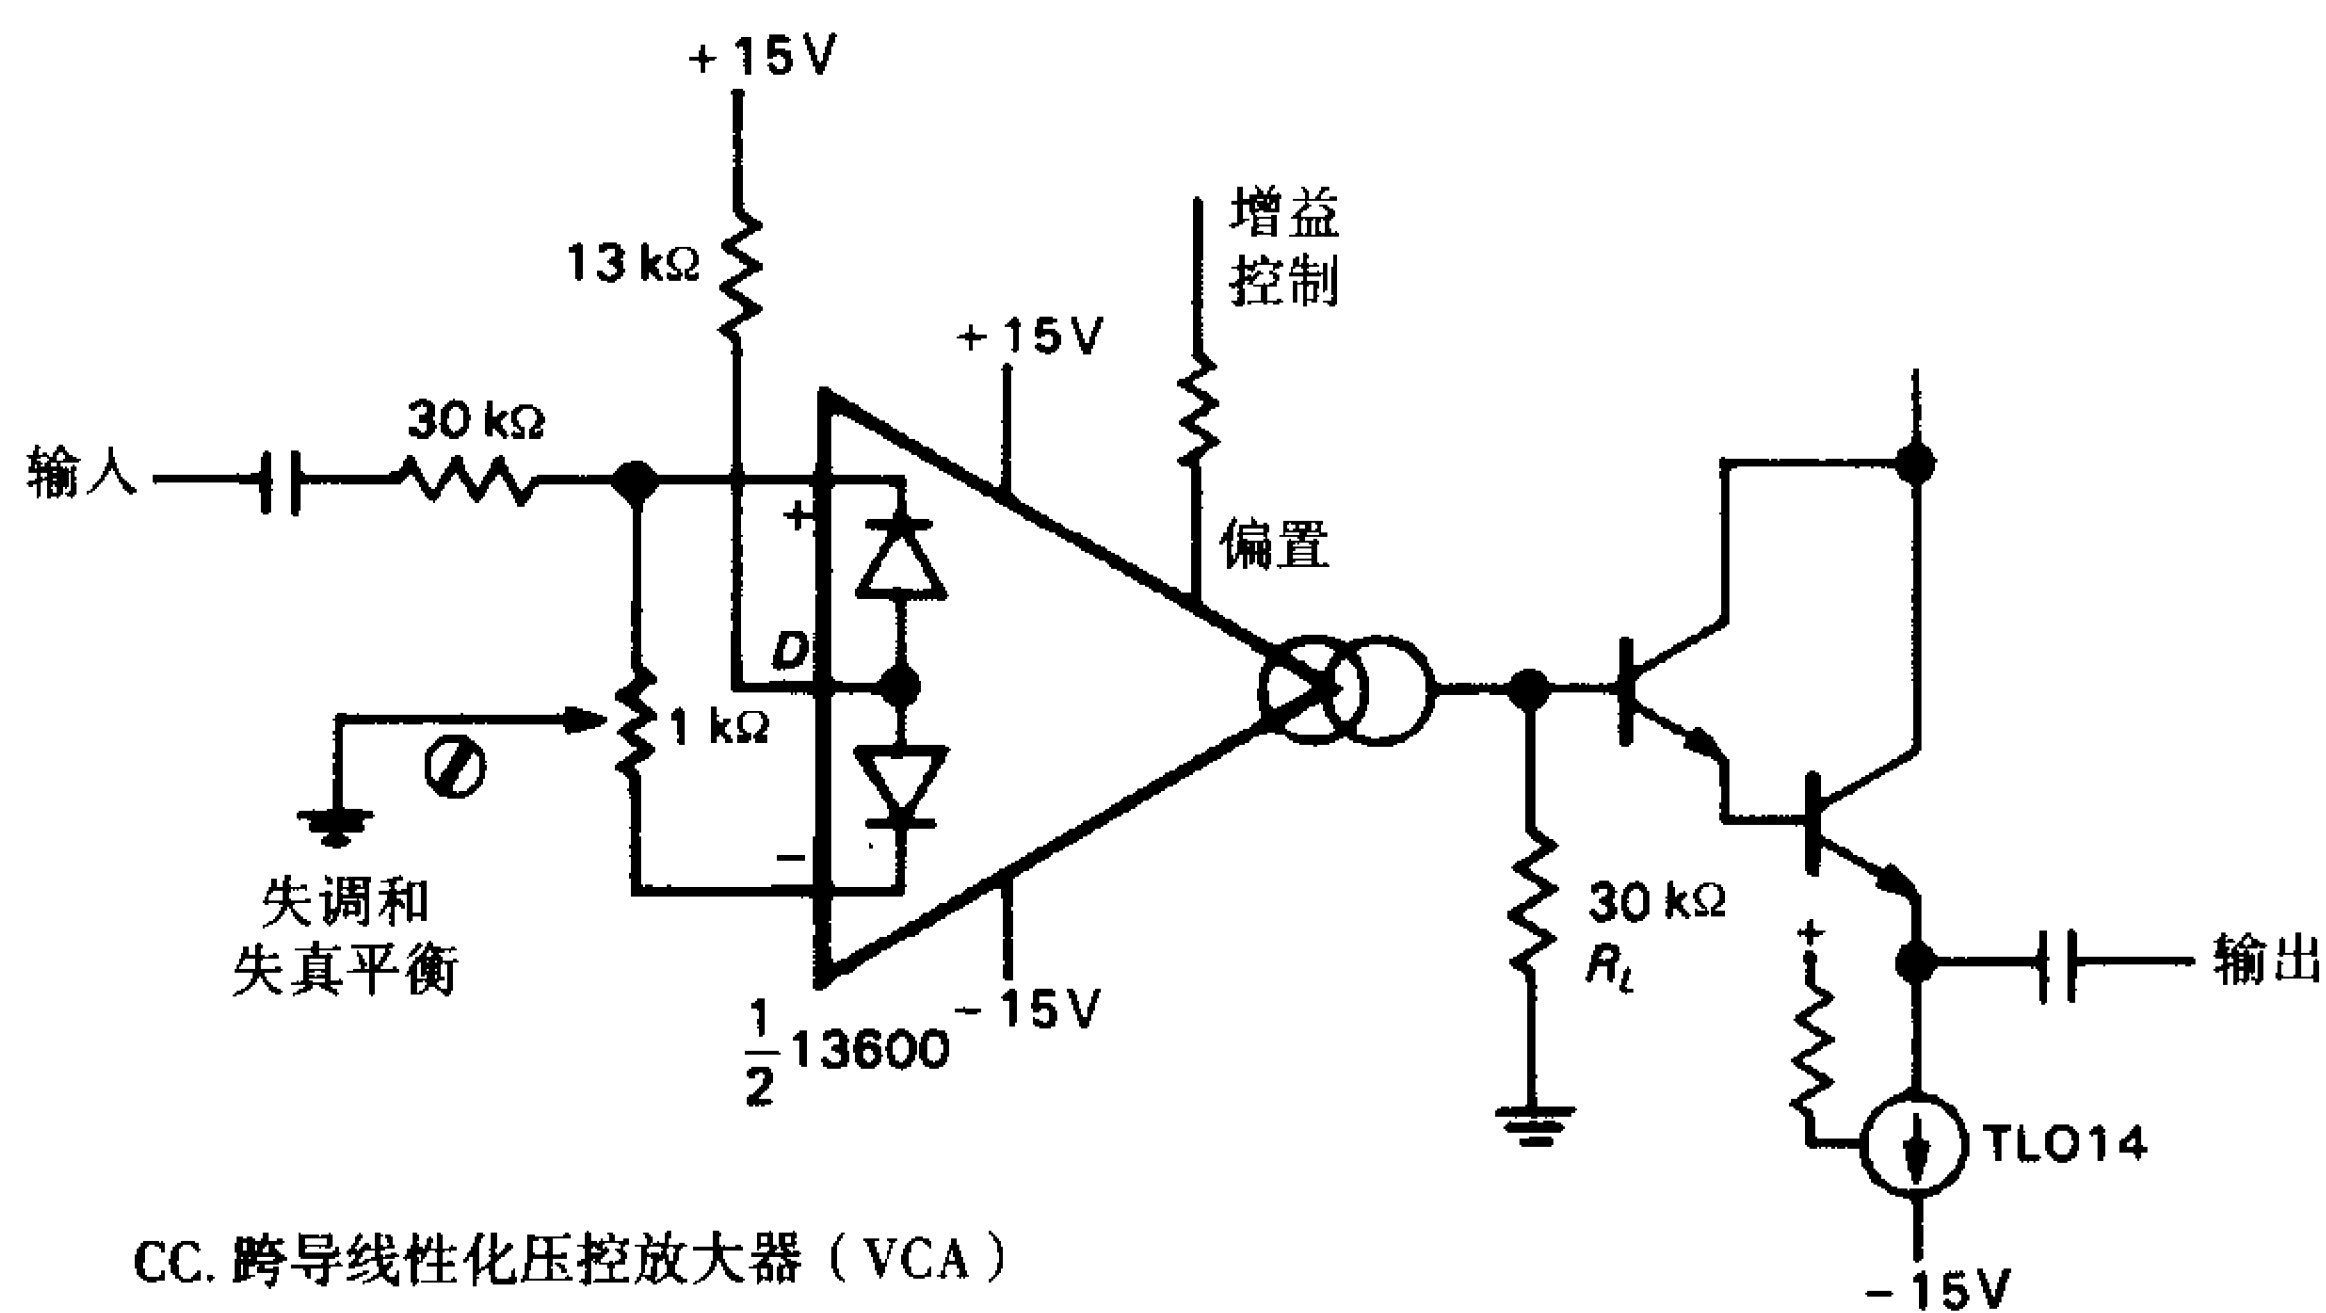 +15V
13 kΩ
增益
控制
+15V
30 kΩ
输入
+
偏置
D
1 kΩ
−
失调和
失真平衡
30 kΩ
R_L
+
输出
−15V
1/2 13600
TL014
CC. 跨导线性化压控放大器（VCA）
−15V